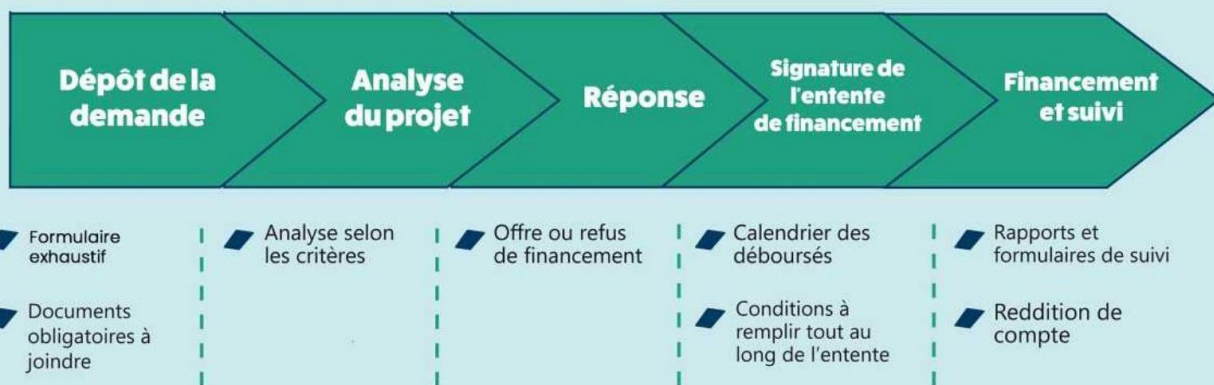 Dépôt de la
demande
Analyse
du projet
Réponse
Signature de
l'entente
de financement
Financement
et suivi
Formulaire
exhaustif
Documents
obligatoires à
joindre
Analyse selon
les critères
Offre ou refus
de financement
Calendrier des
déboursés
Conditions à
remplir tout au
long de l'entente
Rapports et
formulaires de suivi
Reddition de
compte